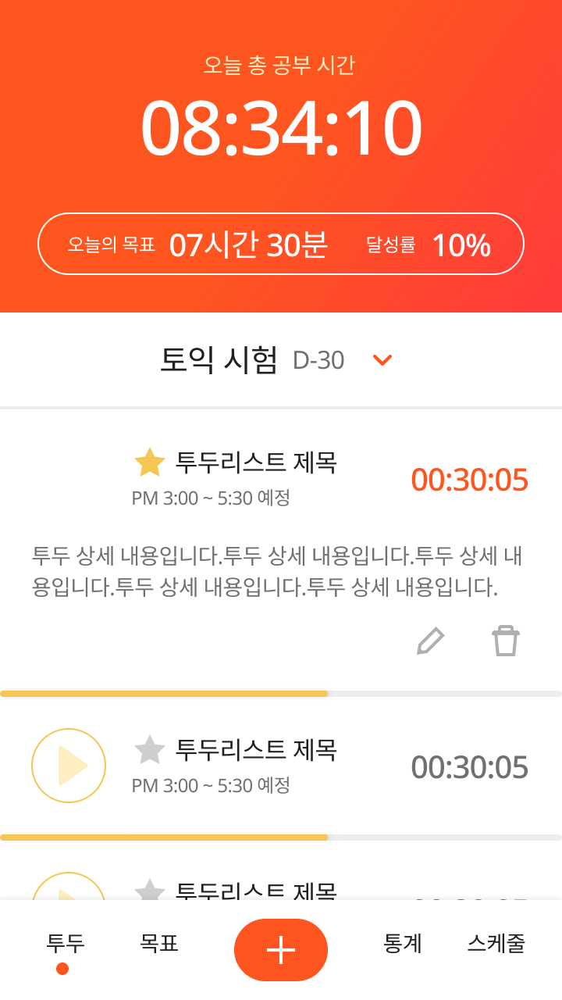 오늘 총 공부 시간
08:34:10
오늘의 목표 07시간 30분 달성률 10%
토익 시험 D-30
투두리스트 제목
00:30:05
PM 3:00 ~ 5:30 예정
투두 상세 내용입니다.투두 상세 내용입니다.투두 상세 내
용입니다.투두 상세 내용입니다.투두 상세 내용입니다.
투두리스트 제목
00:30:05
PM 3:00 ~ 5:30 예정
투두리스트 제목
투두 목표 통계 스케줄